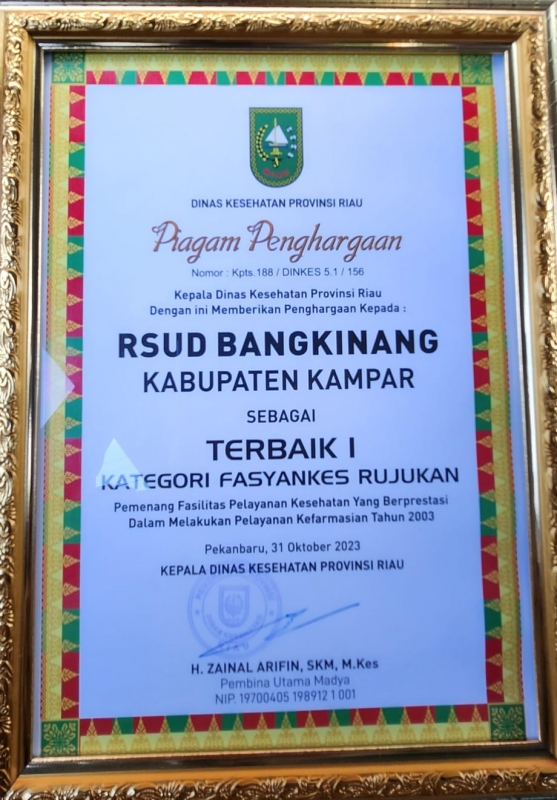 DINAS KESEHATAN PROVINSI RIAU
Piagam Penghargaan
Nomor : Kpts.188 / DINKES 5.1 / 156
Kepala Dinas Kesehatan Provinsi Riau
Dengan ini Memberikan Penghargaan Kepada :
RSUD BANGKINANG
KABUPATEN KAMPAR
SEBAGAI
TERBAIK I
KATEGORI FASYANKES RUJUKAN
Pemenang Fasilitas Pelayanan Kesehatan Yang Berprestasi
Dalam Melakukan Pelayanan Kefarmasian Tahun 2003
Pekanbaru, 31 Oktober 2023
KEPALA DINAS KESEHATAN PROVINSI RIAU
H. ZAINAL ARIFIN, SKM, M.Kes
Pembina Utama Madya
NIP. 19700405 198912 1 001